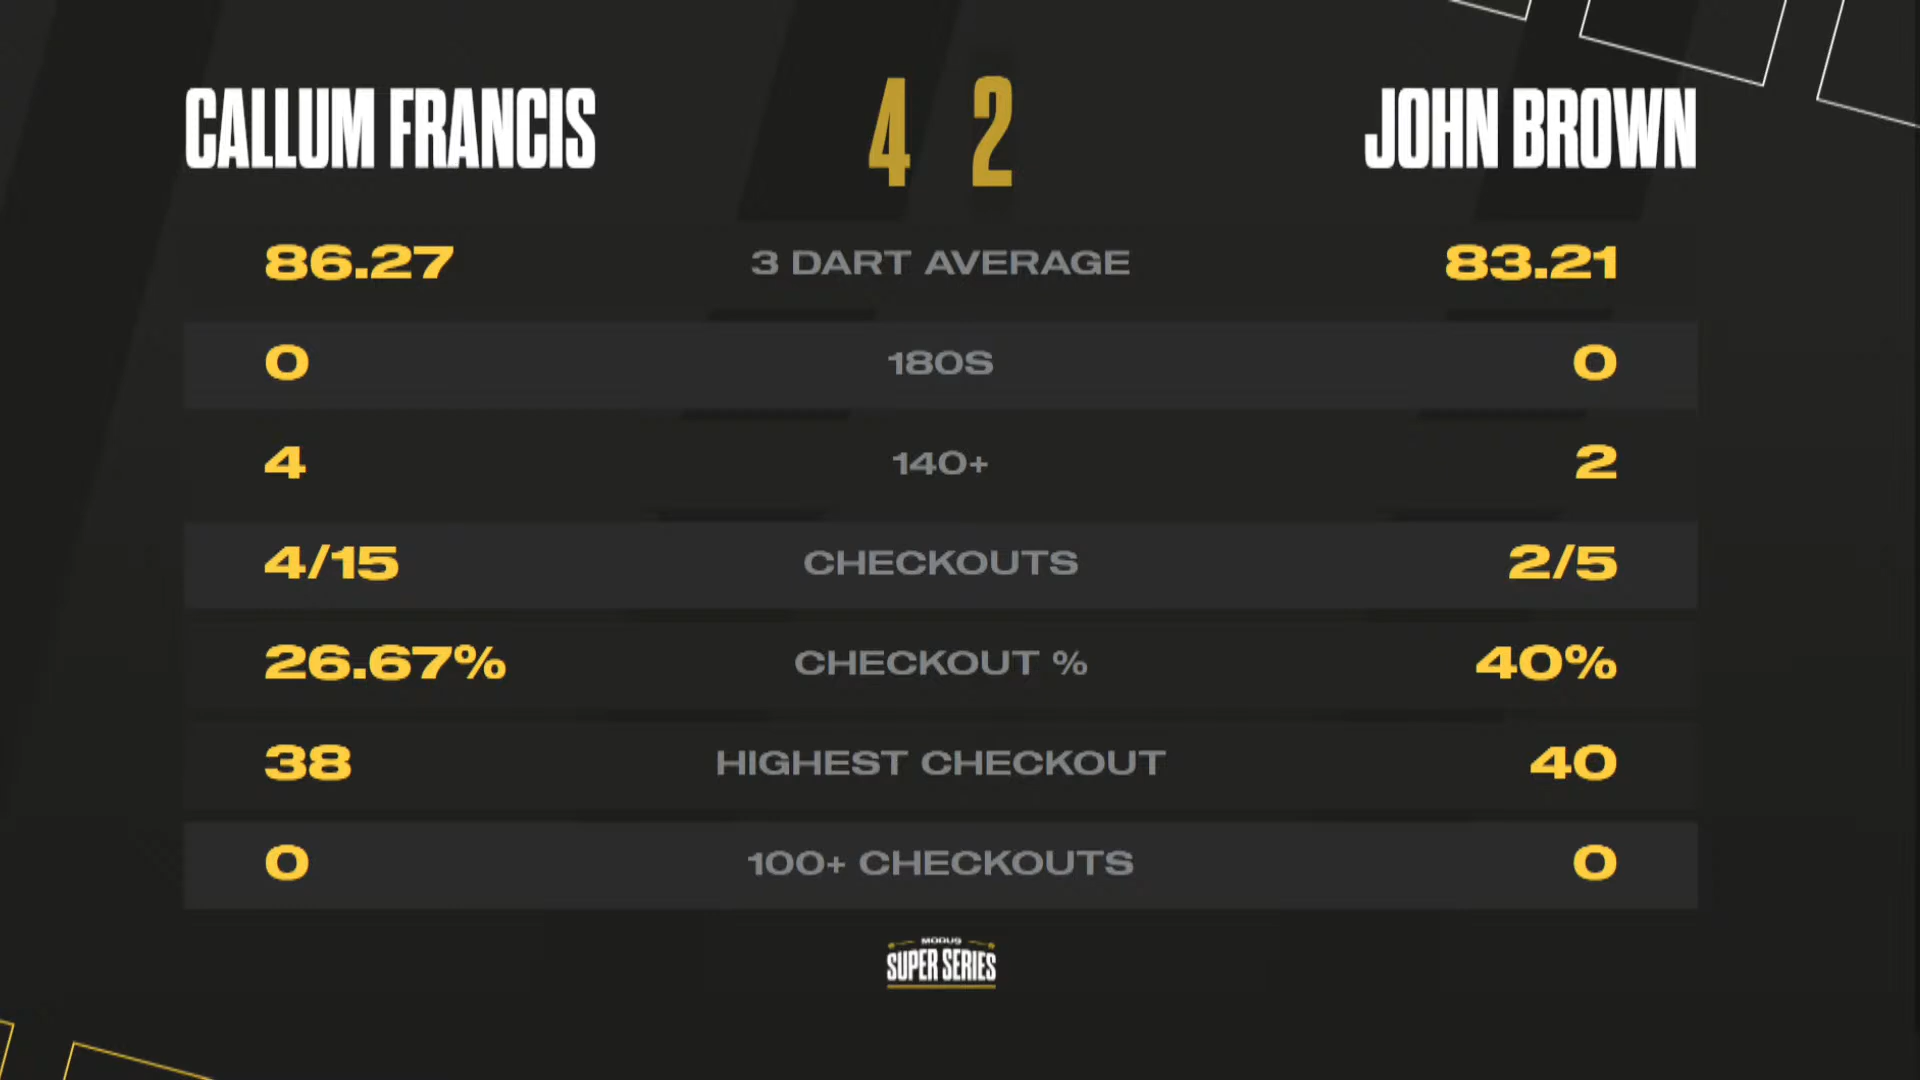 CALLUM FRANCIS 4 2 JOHN BROWN
86.27 3 DART AVERAGE 83.21
0 180S 0
4 140+ 2
4/15 CHECKOUTS 2/5
26.67% CHECKOUT % 40%
38 HIGHEST CHECKOUT 40
0 100+ CHECKOUTS 0
MODUS
SUPER SERIES